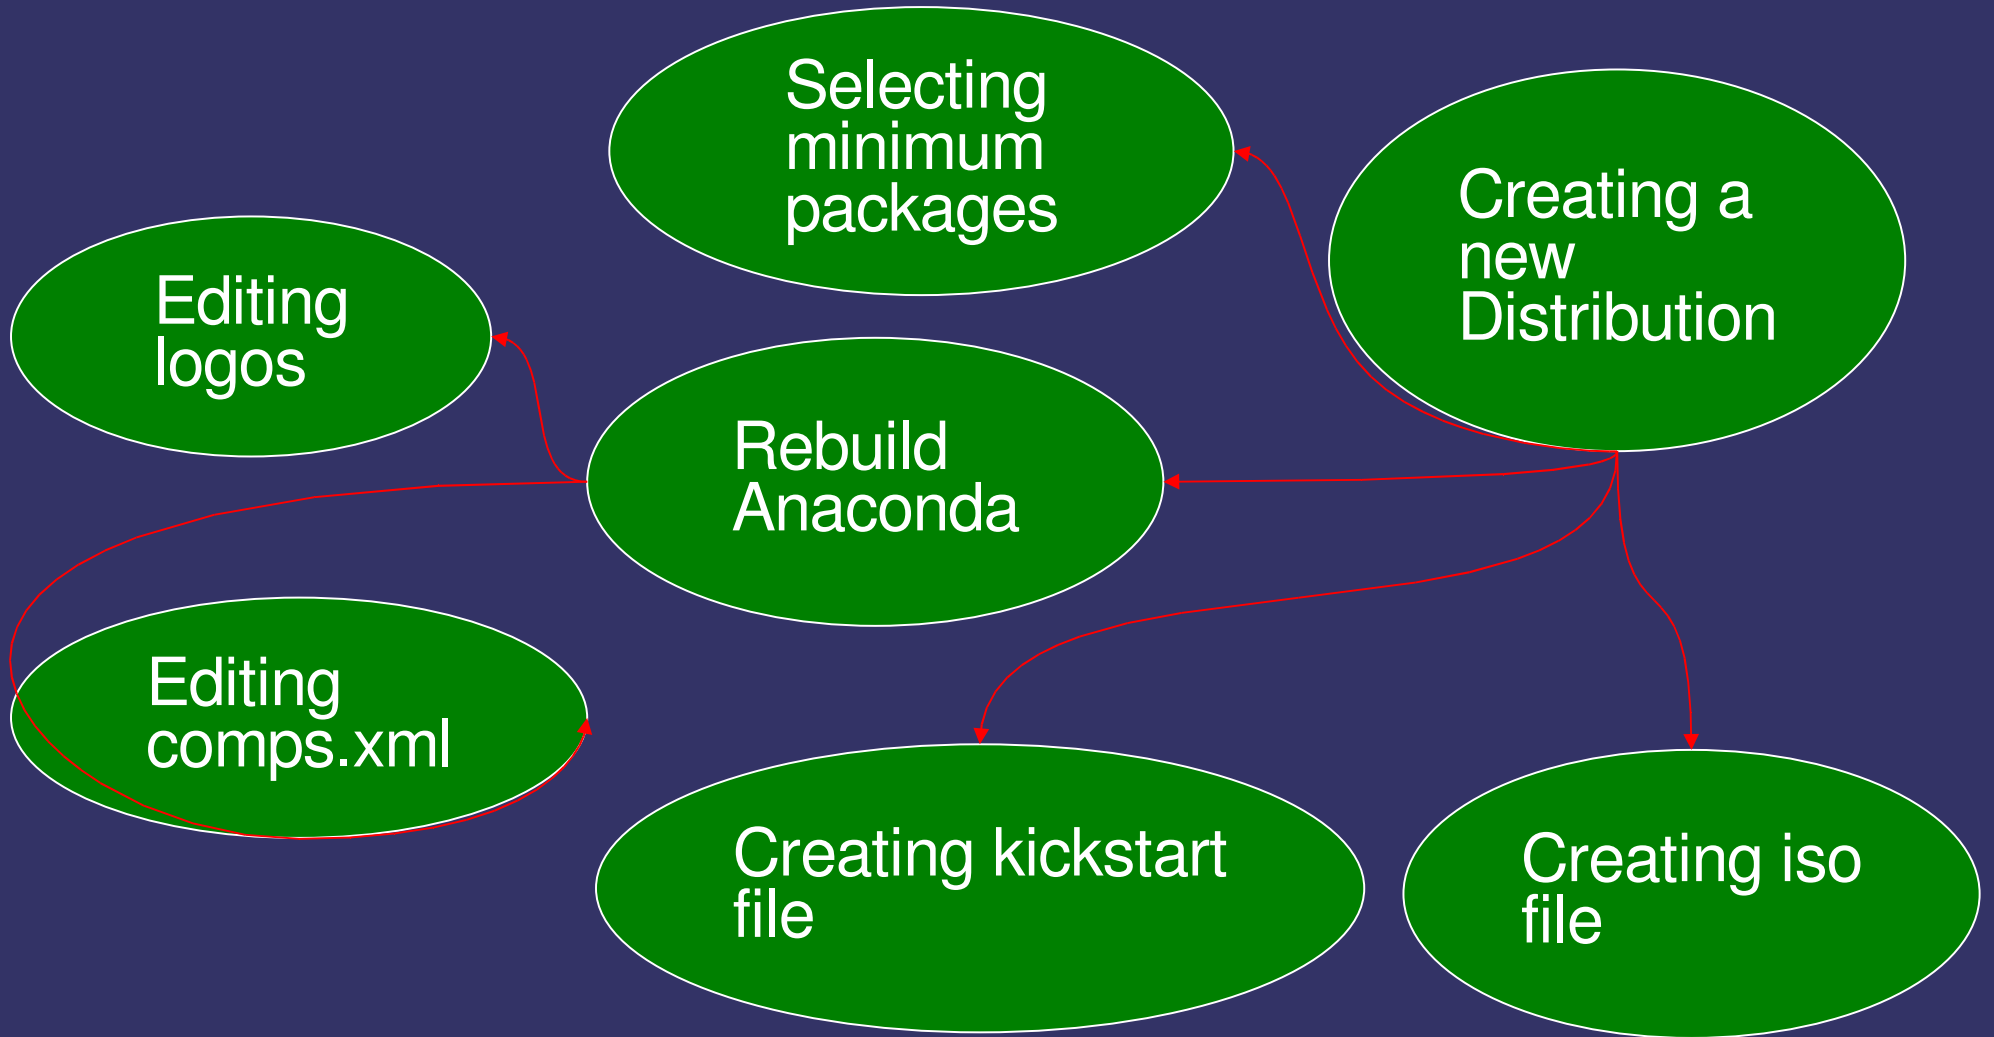 Selecting
minimum
packages
Creating a
new
Distribution
Editing
logos
Rebuild
Anaconda
Editing
comps.xml
Creating kickstart
file
Creating iso
file